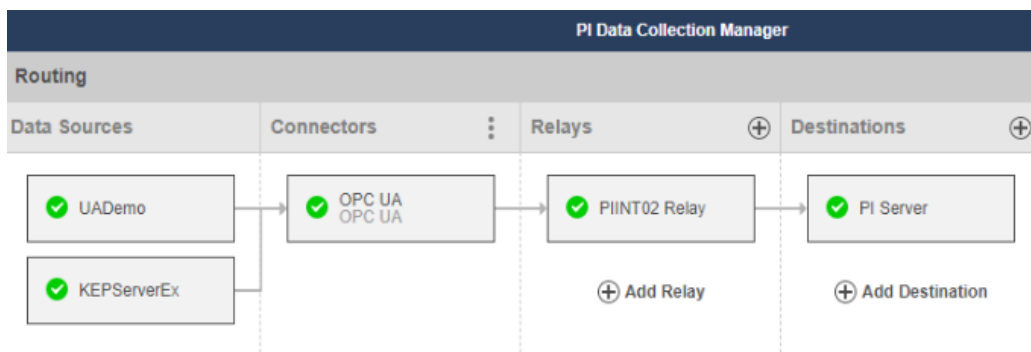 PI Data Collection Manager
Routing
Data Sources
Connectors
Relays
Destinations
UADemo
OPC UA
OPC UA
PIINT02 Relay
PI Server
KEPServerEx
Add Relay
Add Destination